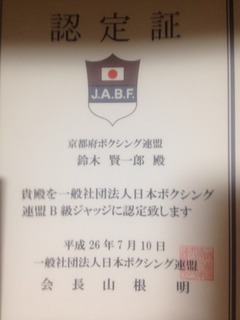 認定証
J.A.B.F.
京都府ボクシング連盟
鈴木 賢一郎 殿
貴殿を一般社団法人日本ボクシング
連盟B級ジャッジに認定致します
平成26年7月10日
一般社団法人日本ボクシング連盟
会長 山根 明